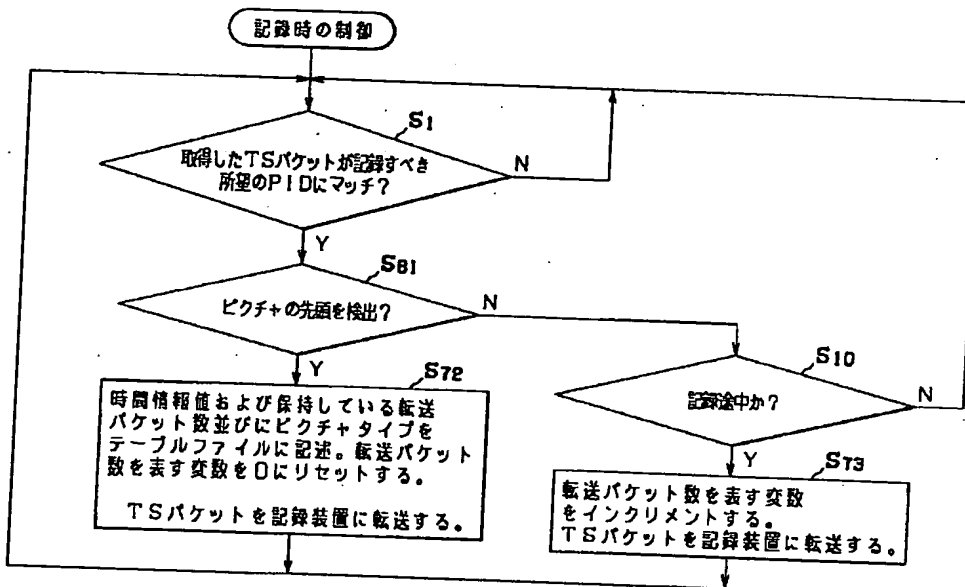 記録時の制御
S1
取得したTSパケットが記録すべき
所望のPIDにマッチ？
N
Y
S81
ピクチャの先頭を検出？
N
Y
S72
時間情報値および保持している転送
パケット数並びにピクチャタイプを
テーブルファイルに記述。転送パケット
数を表す変数を0にリセットする。
TSパケットを記録装置に転送する。
S10
記録途中か？
N
Y
S73
転送パケット数を表す変数
をインクリメントする。
TSパケットを記録装置に転送する。